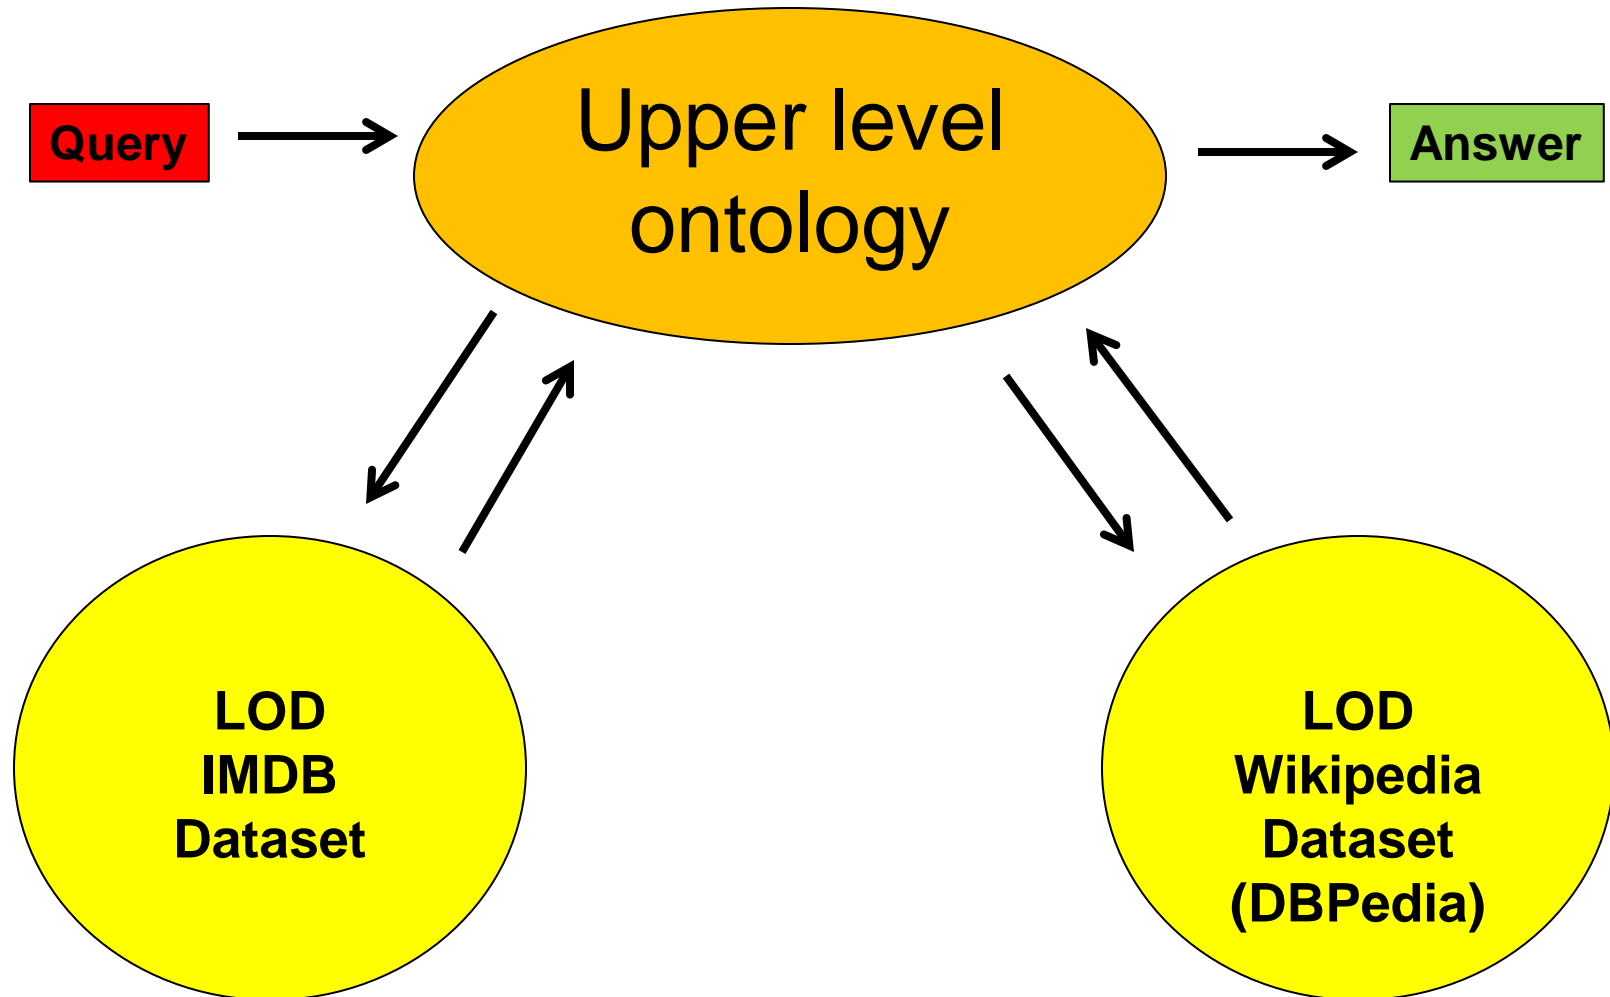 Query
Upper level
ontology
Answer
LOD
IMDB
Dataset
LOD
Wikipedia
Dataset
(DBPedia)